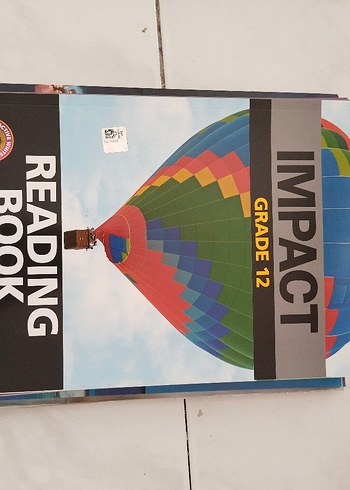 IMPACT
GRADE 12
READING
BOOK